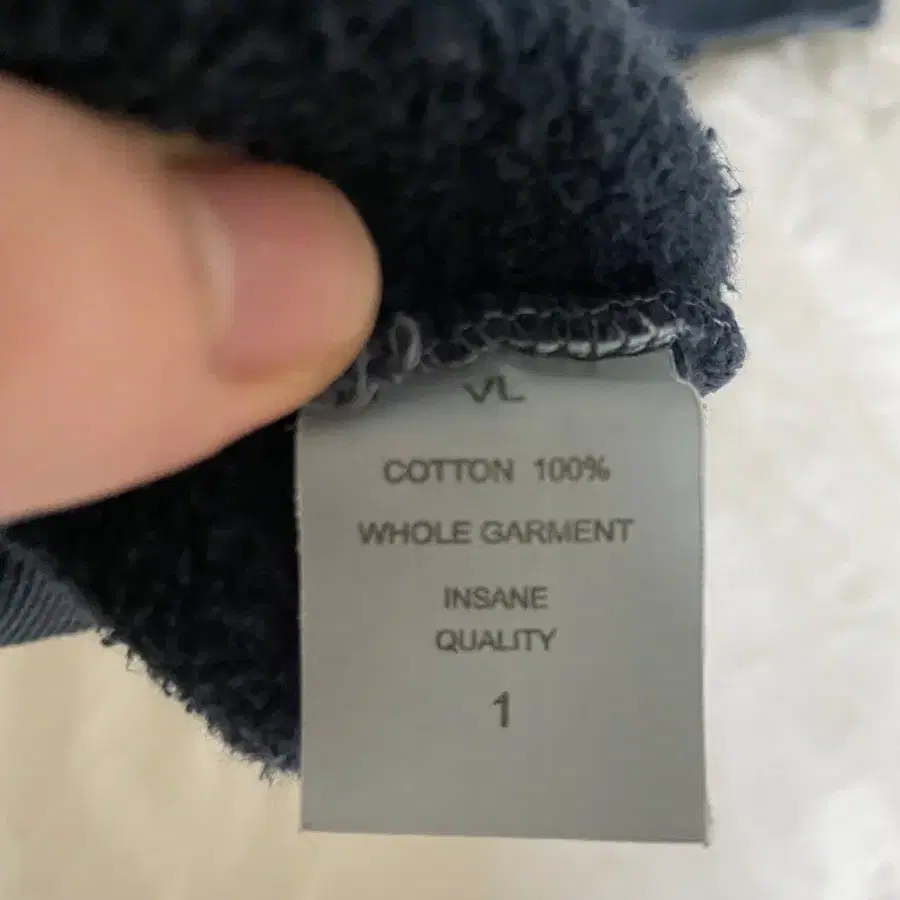 VL
COTTON 100%
WHOLE GARMENT
INSANE
QUALITY
1